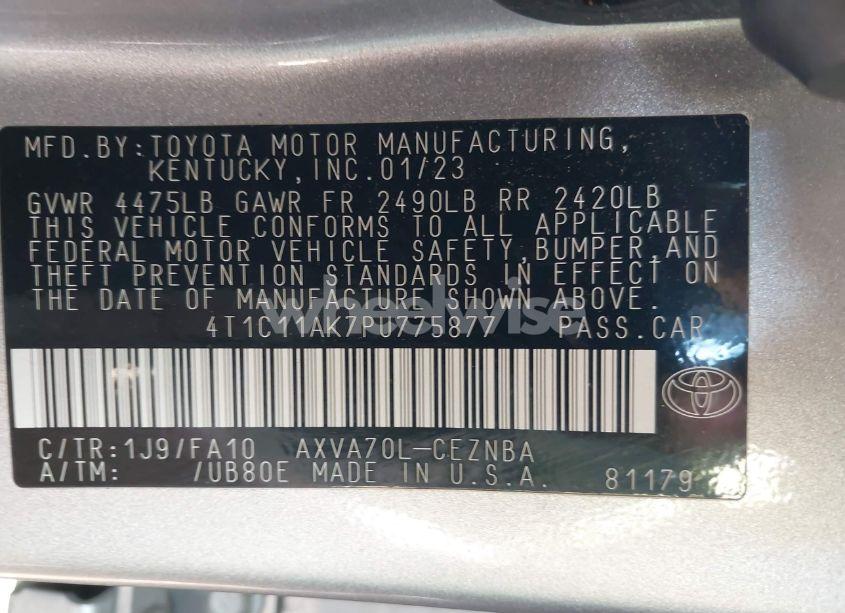 MFD.BY:TOYOTA MOTOR MANUFACTURING,
KENTUCKY,INC.01/23
GVWR 4475LB GAWR FR 2490LB RR 2420LB
THIS VEHICLE CONFORMS TO ALL APPLICABLE
FEDERAL MOTOR VEHICLE SAFETY,BUMPER,AND
THEFT PREVENTION STANDARDS IN EFFECT ON
THE DATE OF MANUFACTURE SHOWN ABOVE.
wheelwise
4T1C11AK7PU775877 PASS.CAR
C/TR:1J9/FA10 AXVA70L-CEZNBA
A/TM: /UB80E MADE IN U.S.A. 81179